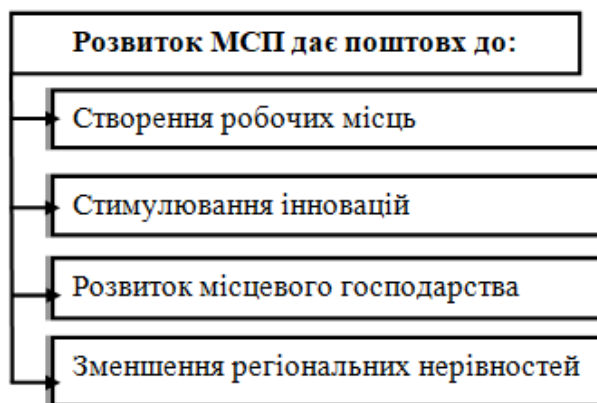 Розвиток МСП дає поштовх до:
Створення робочих місць
Стимулювання інновацій
Розвиток місцевого господарства
Зменшення регіональних нерівностей